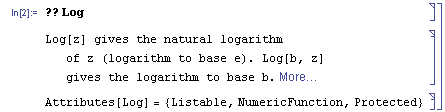 In[2]:= ?? Log
Log[z] gives the natural logarithm
of z (logarithm to base e). Log[b, z]
gives the logarithm to base b. More…
Attributes[Log] = {Listable, NumericFunction, Protected}